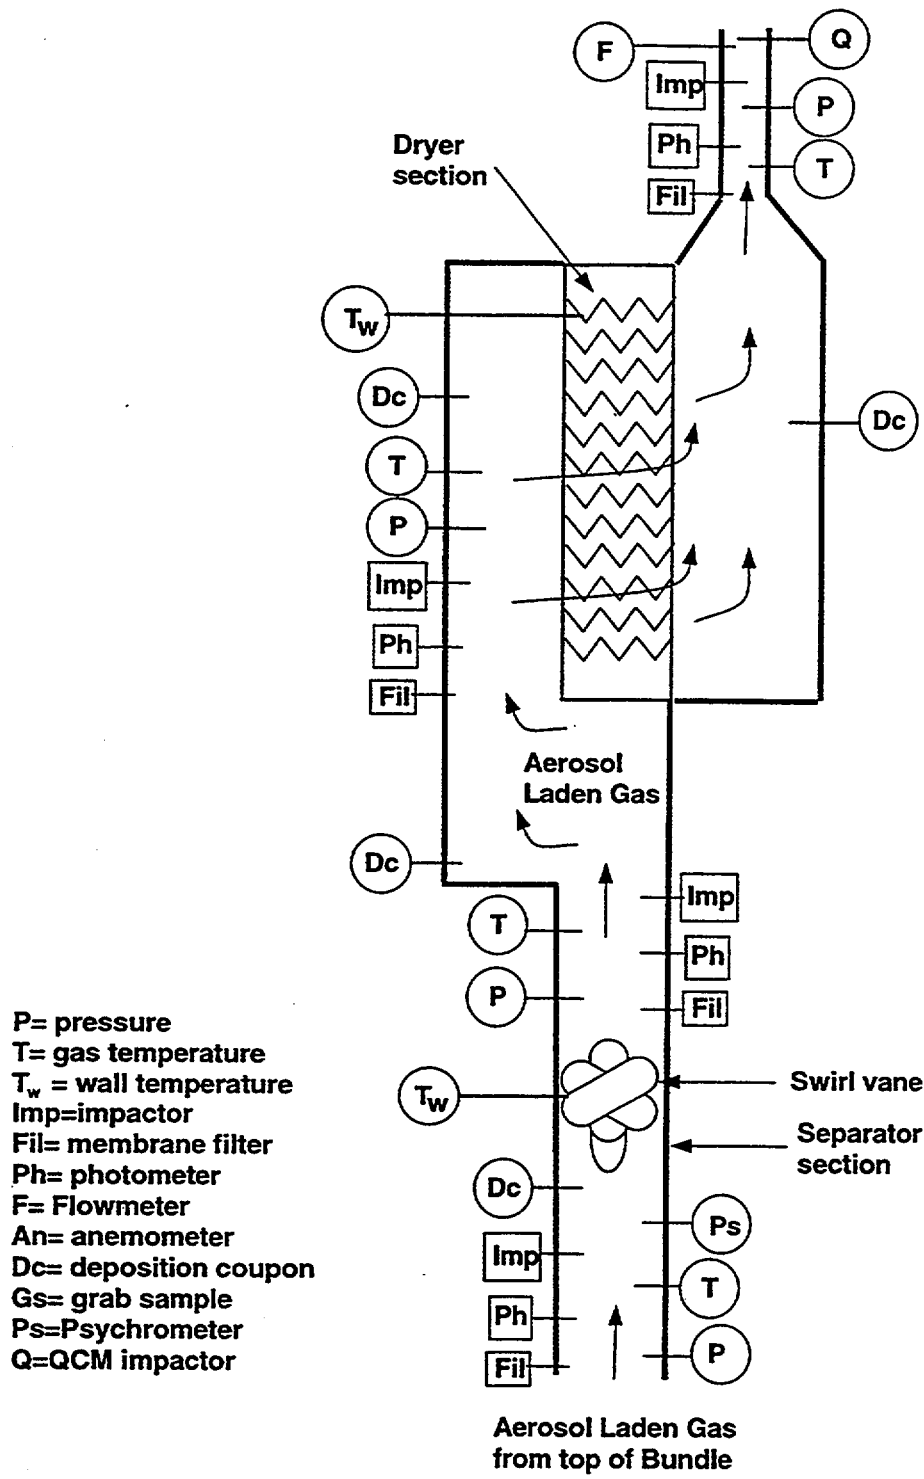 F
Q
Imp
P
Ph
T
Fil
Dryer
section
Tw
Dc
Dc
T
P
Imp
Ph
Fil
Aerosol
Laden Gas
Dc
Imp
T
Ph
P
Fil
P= pressure
T= gas temperature
Tw = wall temperature
Imp=impactor
Fil= membrane filter
Ph= photometer
F= Flowmeter
An= anemometer
Dc= deposition coupon
Gs= grab sample
Ps=Psychrometer
Q=QCM impactor
Tw
Swirl vane
Separator
section
Dc
Ps
Imp
T
Ph
P
Fil
Aerosol Laden Gas
from top of Bundle